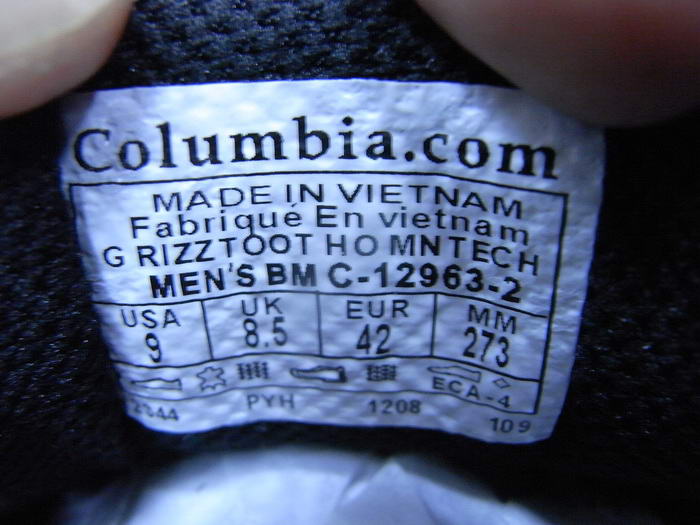 Columbia.com
MADE IN VIETNAM
Fabriqué En vietnam
G RIZZTOOT HO MNTECH
MEN'S BM C-12963-2
USA UK EUR MM
9 8.5 42 273
ECA-4
PYH 1208 109